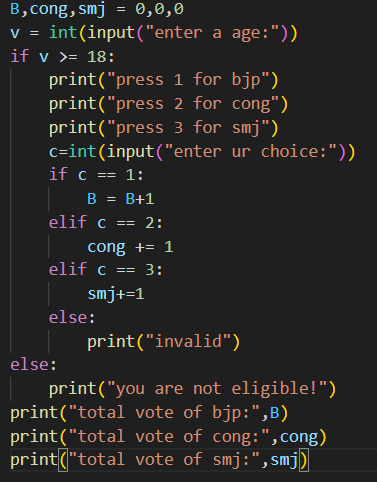 B,cong,smj = 0,0,0
v = int(input("enter a age:"))
if v >= 18:
    print("press 1 for bjp")
    print("press 2 for cong")
    print("press 3 for smj")
    c=int(input("enter ur choice:"))
    if c == 1:
        B = B+1
    elif c == 2:
        cong += 1
    elif c == 3:
        smj+=1
    else:
        print("invalid")
else:
    print("you are not eligible!")
print("total vote of bjp:",B)
print("total vote of cong:",cong)
print("total vote of smj:",smj)